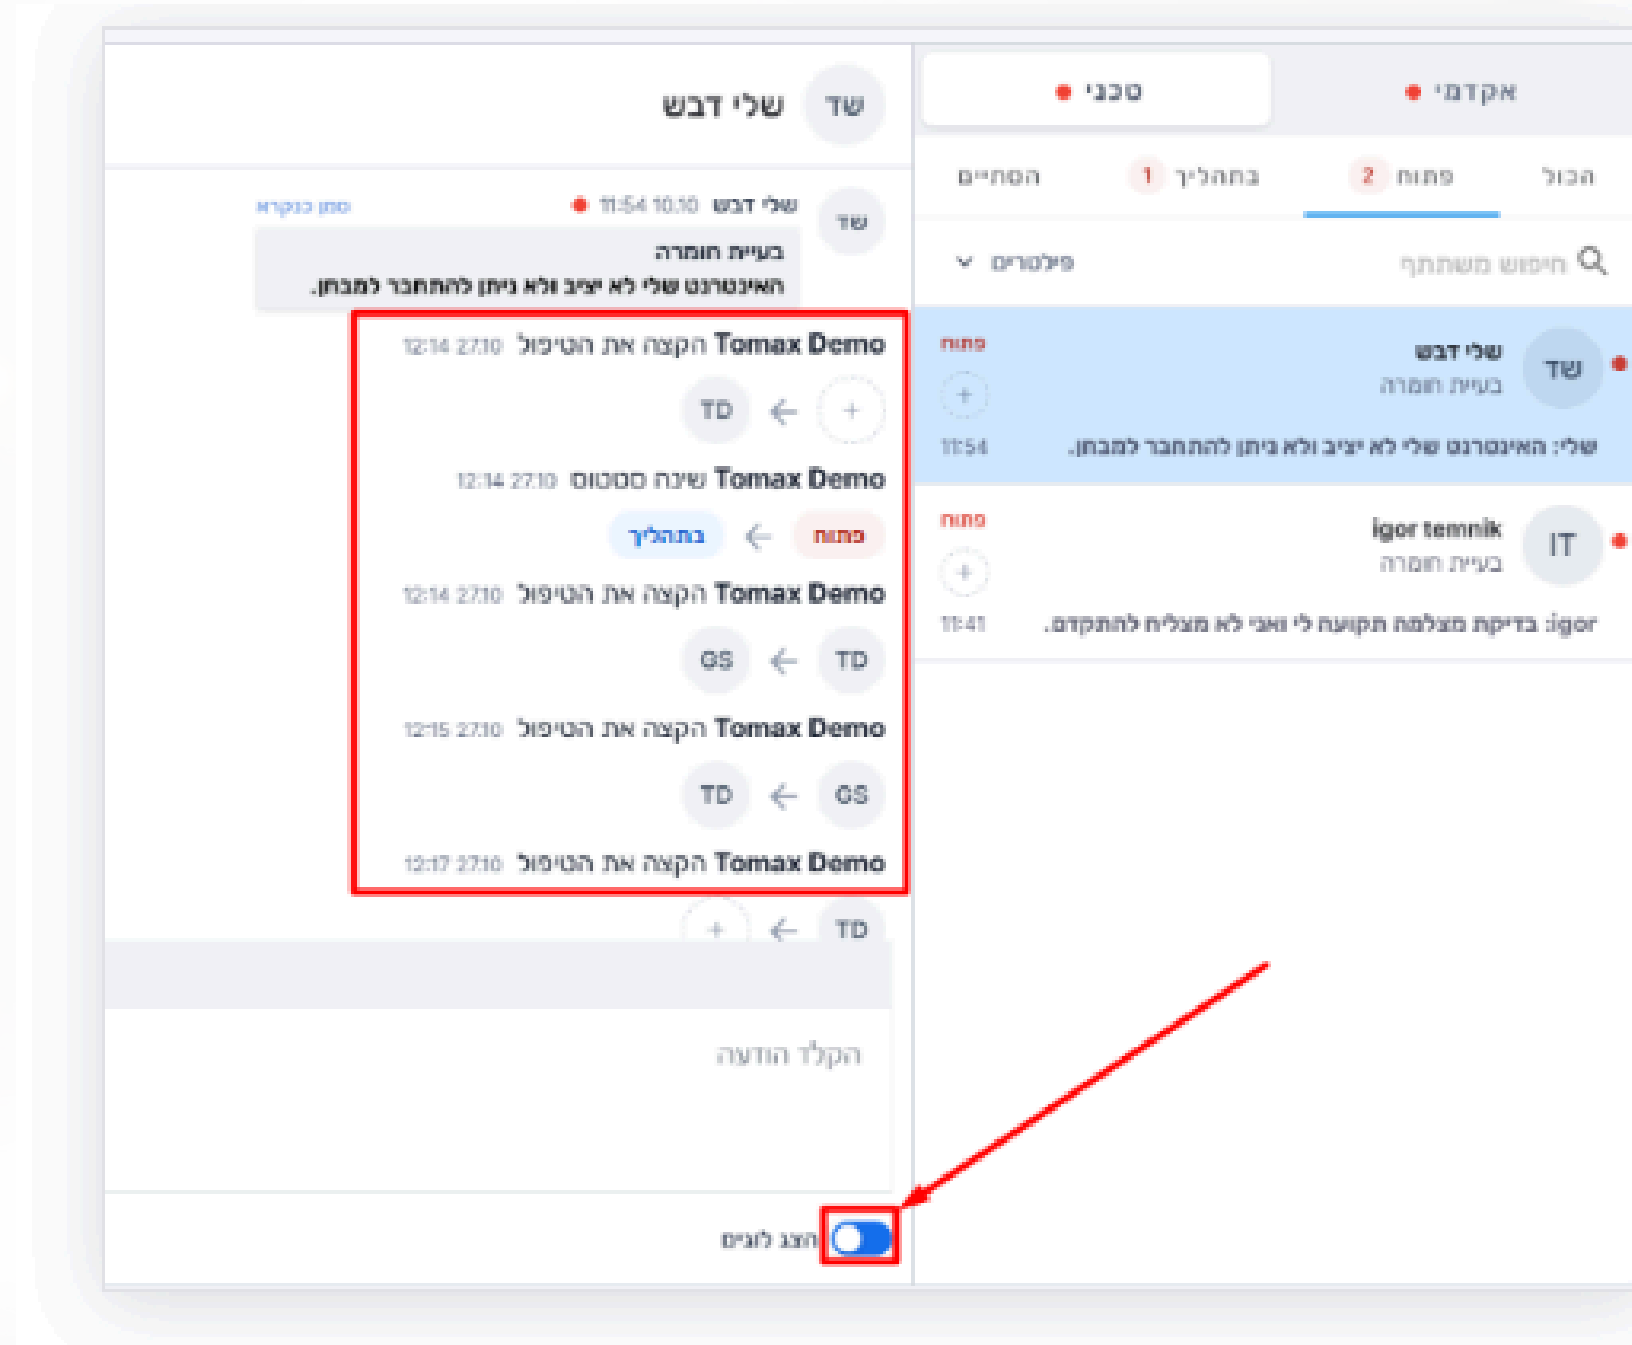 אקדמי
טכני
הכול
פתוח 2
בתהליך 1
הסתיים
חיפוש משתתף
פילטרים
שד
שלי דבש
בעיית חומרה
פתוח
+
שלי: האינטרנט שלי לא יציב ולא ניתן להתחבר למבחן.
11:54
IT
igor temnik
בעיית חומרה
פתוח
+
igor: בדיקת מצלמה תקועה לי ואני לא מצליח להתקדם.
11:41
שד שלי דבש
שד
שלי דבש 10.10 11:54
סמן כנקרא
בעיית חומרה
האינטרנט שלי לא יציב ולא ניתן להתחבר למבחן.
Tomax Demo הקצה את הטיפול 27.10 12:14
+ ← TD
Tomax Demo שינה סטטוס 27.10 12:14
פתוח ← בתהליך
Tomax Demo הקצה את הטיפול 27.10 12:14
TD ← GS
Tomax Demo הקצה את הטיפול 27.10 12:15
GS ← TD
Tomax Demo הקצה את הטיפול 27.10 12:17
TD ← +
הקלד הודעה
הצג לוגים